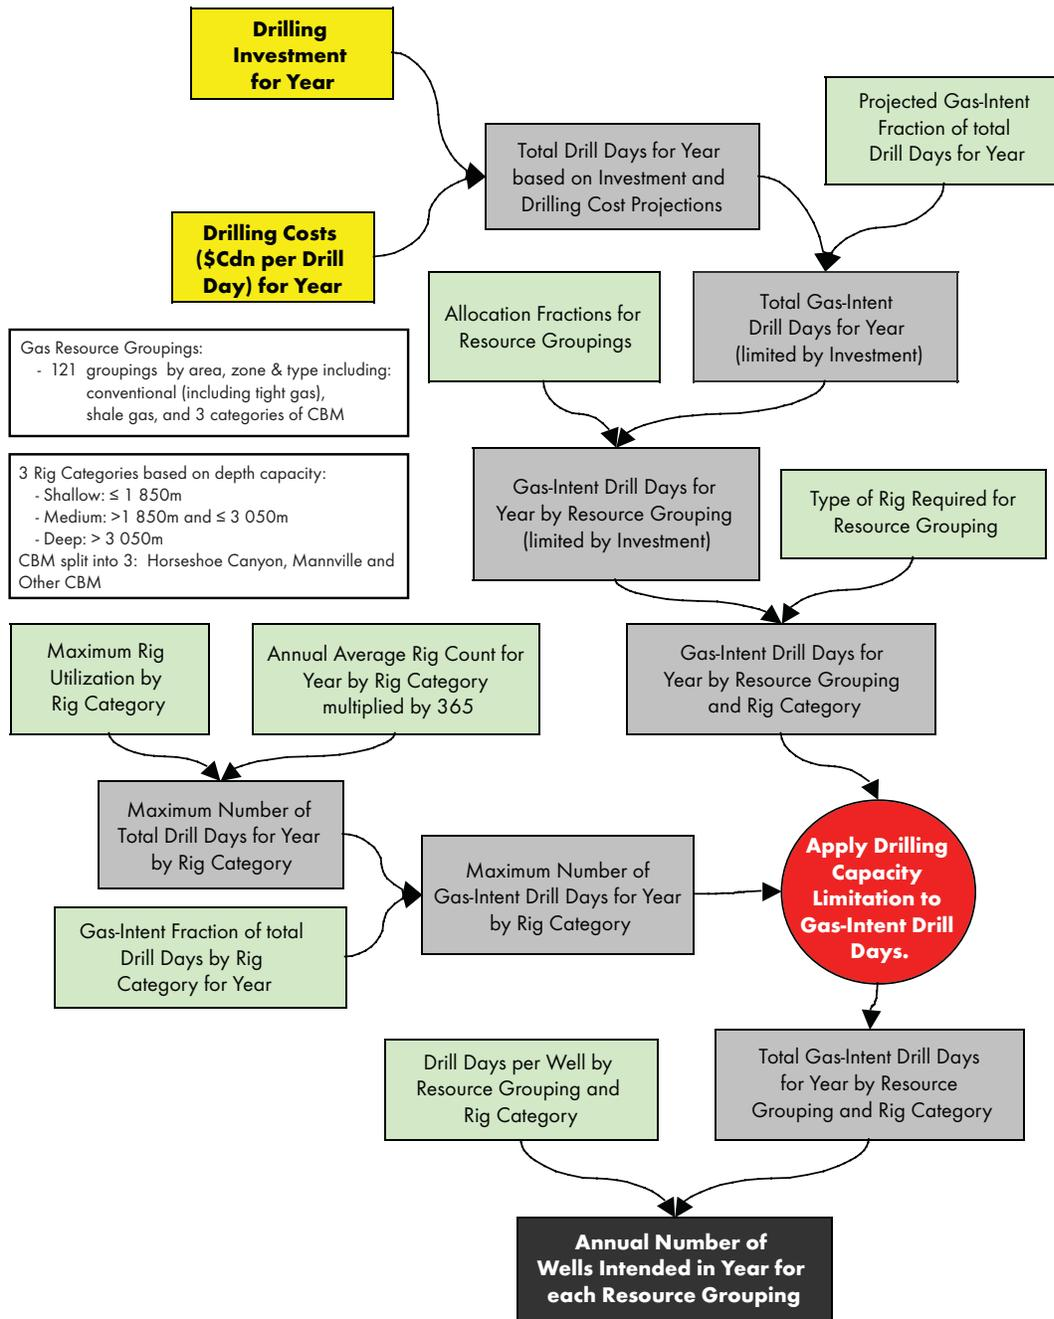 Drilling
Investment
for Year
Projected Gas-Intent
Fraction of total
Drill Days for Year
Total Drill Days for Year
based on Investment and
Drilling Cost Projections
Drilling Costs
($Cdn per Drill
Day) for Year
Allocation Fractions for
Resource Groupings
Total Gas-Intent
Drill Days for Year
(limited by Investment)
Gas Resource Groupings:
- 121 groupings by area, zone & type including:
conventional (including tight gas),
shale gas, and 3 categories of CBM
3 Rig Categories based on depth capacity:
- Shallow: ≤ 1 850m
- Medium: >1 850m and ≤ 3 050m
- Deep: > 3 050m
CBM split into 3: Horseshoe Canyon, Mannville and
Other CBM
Gas-Intent Drill Days for
Year by Resource Grouping
(limited by Investment)
Type of Rig Required for
Resource Grouping
Maximum Rig
Utilization by
Rig Category
Annual Average Rig Count for
Year by Rig Category
multiplied by 365
Gas-Intent Drill Days for
Year by Resource Grouping
and Rig Category
Maximum Number of
Total Drill Days for Year
by Rig Category
Maximum Number of
Gas-Intent Drill Days for Year
by Rig Category
Apply Drilling
Capacity
Limitation to
Gas-Intent Drill
Days.
Gas-Intent Fraction of total
Drill Days by Rig
Category for Year
Drill Days per Well by
Resource Grouping and
Rig Category
Total Gas-Intent Drill Days
for Year by Resource
Grouping and Rig Category
Annual Number of
Wells Intended in Year for
each Resource Grouping